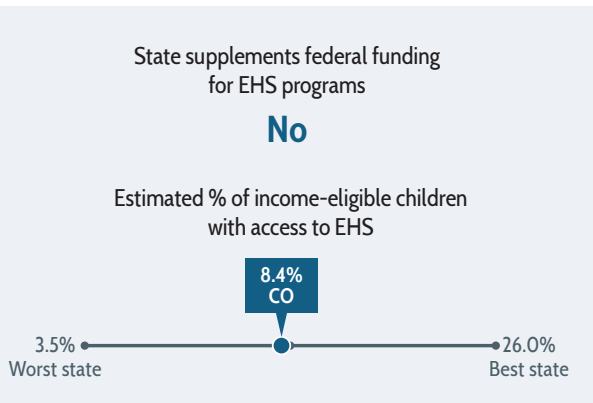 State supplements federal funding
for EHS programs
No
Estimated % of income-eligible children
with access to EHS
8.4%
CO
3.5%
26.0%
Worst state
Best state